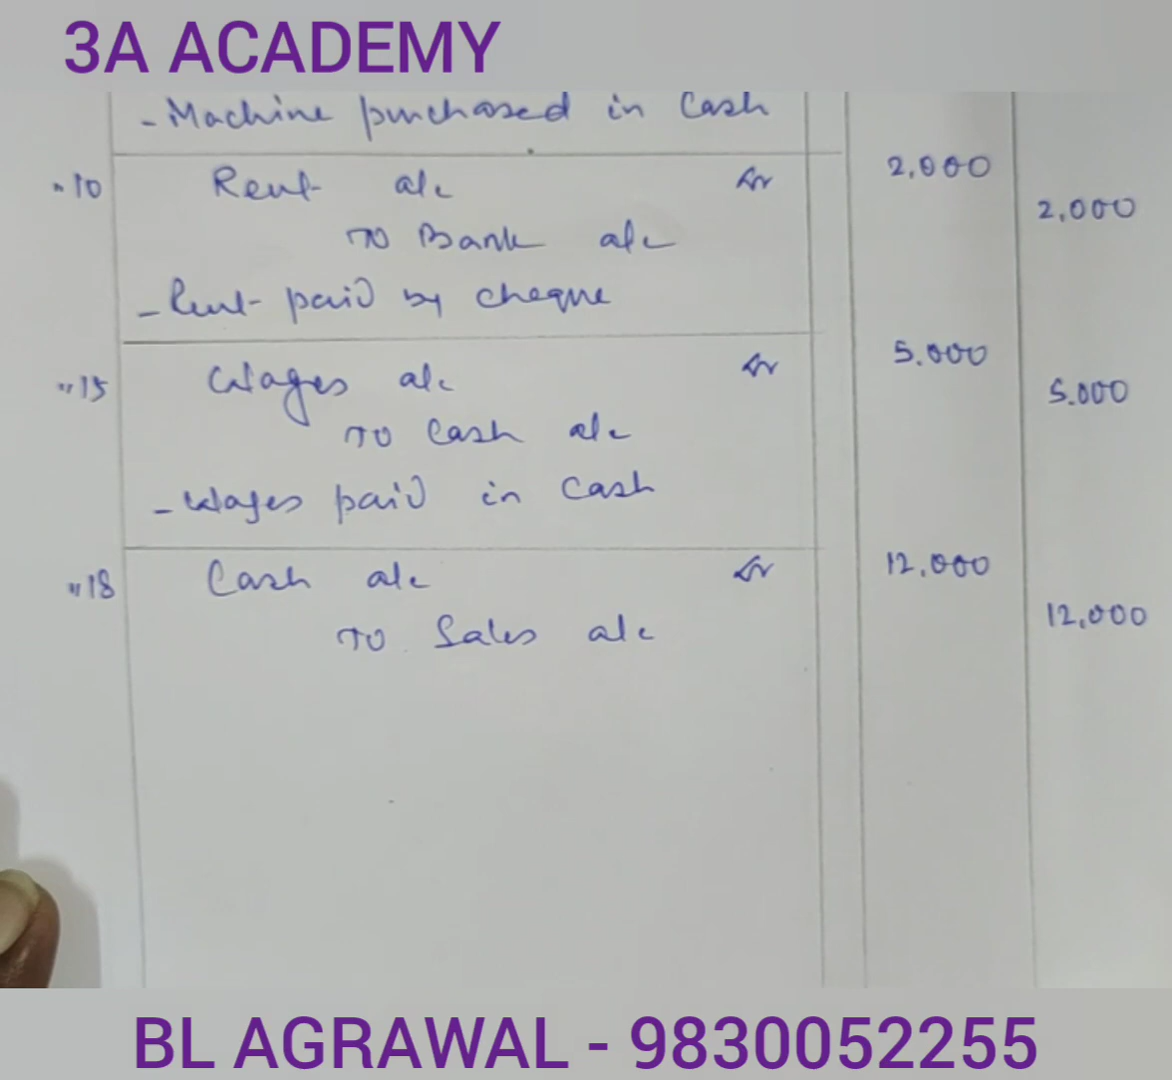 3A ACADEMY
- Machine purchased in Cash
"10 Rent a/c Dr 2,000
To Bank a/c 2,000
- Rent paid by cheque
"15 Wages a/c Dr 5.000
To Cash a/c 5.000
- Wages paid in Cash
"18 Cash a/c Dr 12,000
To Sales a/c 12,000
BL AGRAWAL - 9830052255